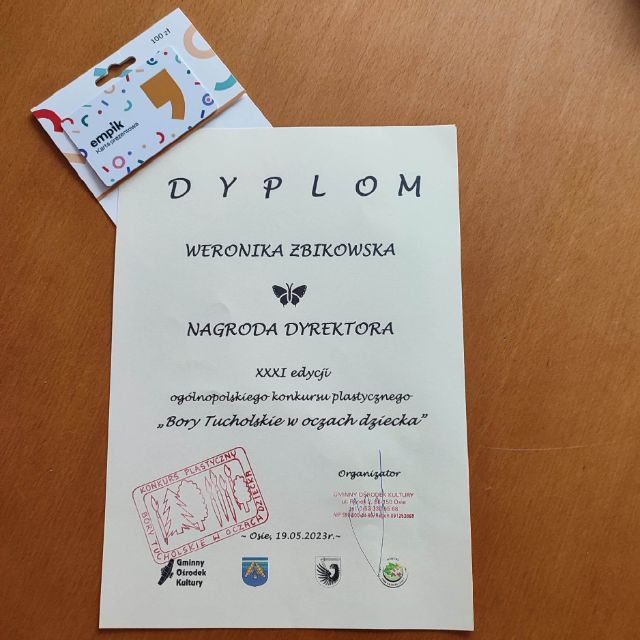 100 zł
empik
Karta prezentowa
DYPLOM
WERONIKA ZBIKOWSKA
NAGRODA DYREKTORA
XXXI edycji
ogólnopolskiego konkursu plastycznego
„Bory Tucholskie w oczach dziecka”
KONKURS PLASTYCZNY
BORY TUCHOLSKIE W OCZACH DZIECKA
Organizator
GMINNY OŚRODEK KULTURY
~ Osie, 19.05.2023r.~
Gminny
Ośrodek
Kultury